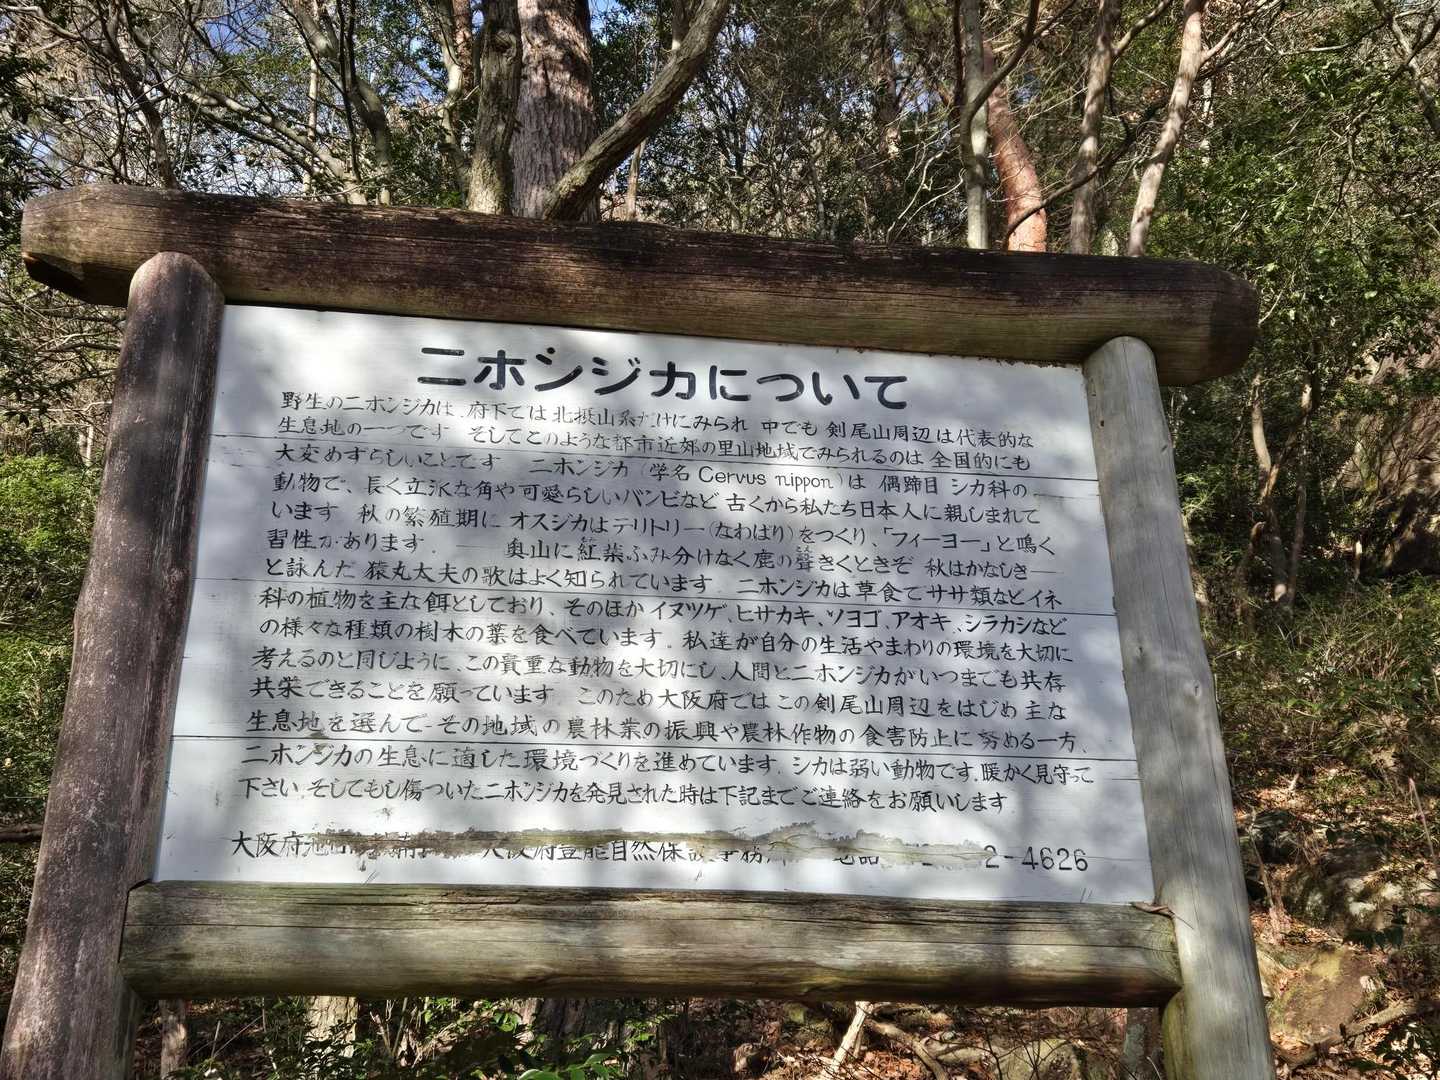 ニホンジカについて
野生のニホンジカは、府下では北摂山系だけにみられ 中でも 剣尾山周辺は代表的な
生息地の一つです そしてこのような都市近郊の里山地域でみられるのは 全国的にも
大変めずらしいことです ニホンジカ(学名 Cervus nippon)は 偶蹄目 シカ科の
動物で、長く立派な角や可愛らしいバンビなど 古くから私たち日本人に親しまれて
います 秋の繁殖期に オスジカはテリトリー(なわばり)をつくり、「フィーヨー」と鳴く
習性があります. ――奥山に紅葉ふみ分けなく鹿の聲きくときぞ 秋はかなしき―
と詠んだ 猿丸太夫の歌はよく知られています. ニホンジカは草食でササ類などイネ
科の植物を主な餌としており、そのほか イヌツゲ、ヒサカキ、ソヨゴ、アオキ、シラカシなど
の様々な種類の樹木の葉を食べています。私達が自分の生活やまわりの環境を大切に
考えるのと同じように、この貴重な動物を大切にし、人間とニホンジカがいつまでも共存
共栄できることを願っています このため大阪府では この剣尾山周辺をはじめ 主な
生息地を選んで その地域の農林業の振興や農林作物の食害防止に努める一方、
ニホンジカの生息に適した環境づくりを進めています. シカは弱い動物です. 暖かく見守って
下さい. そしてもし傷ついたニホンジカを発見された時は下記までご連絡をお願いします
大阪府 大阪府豊能自然保 事務 電話 2-4626